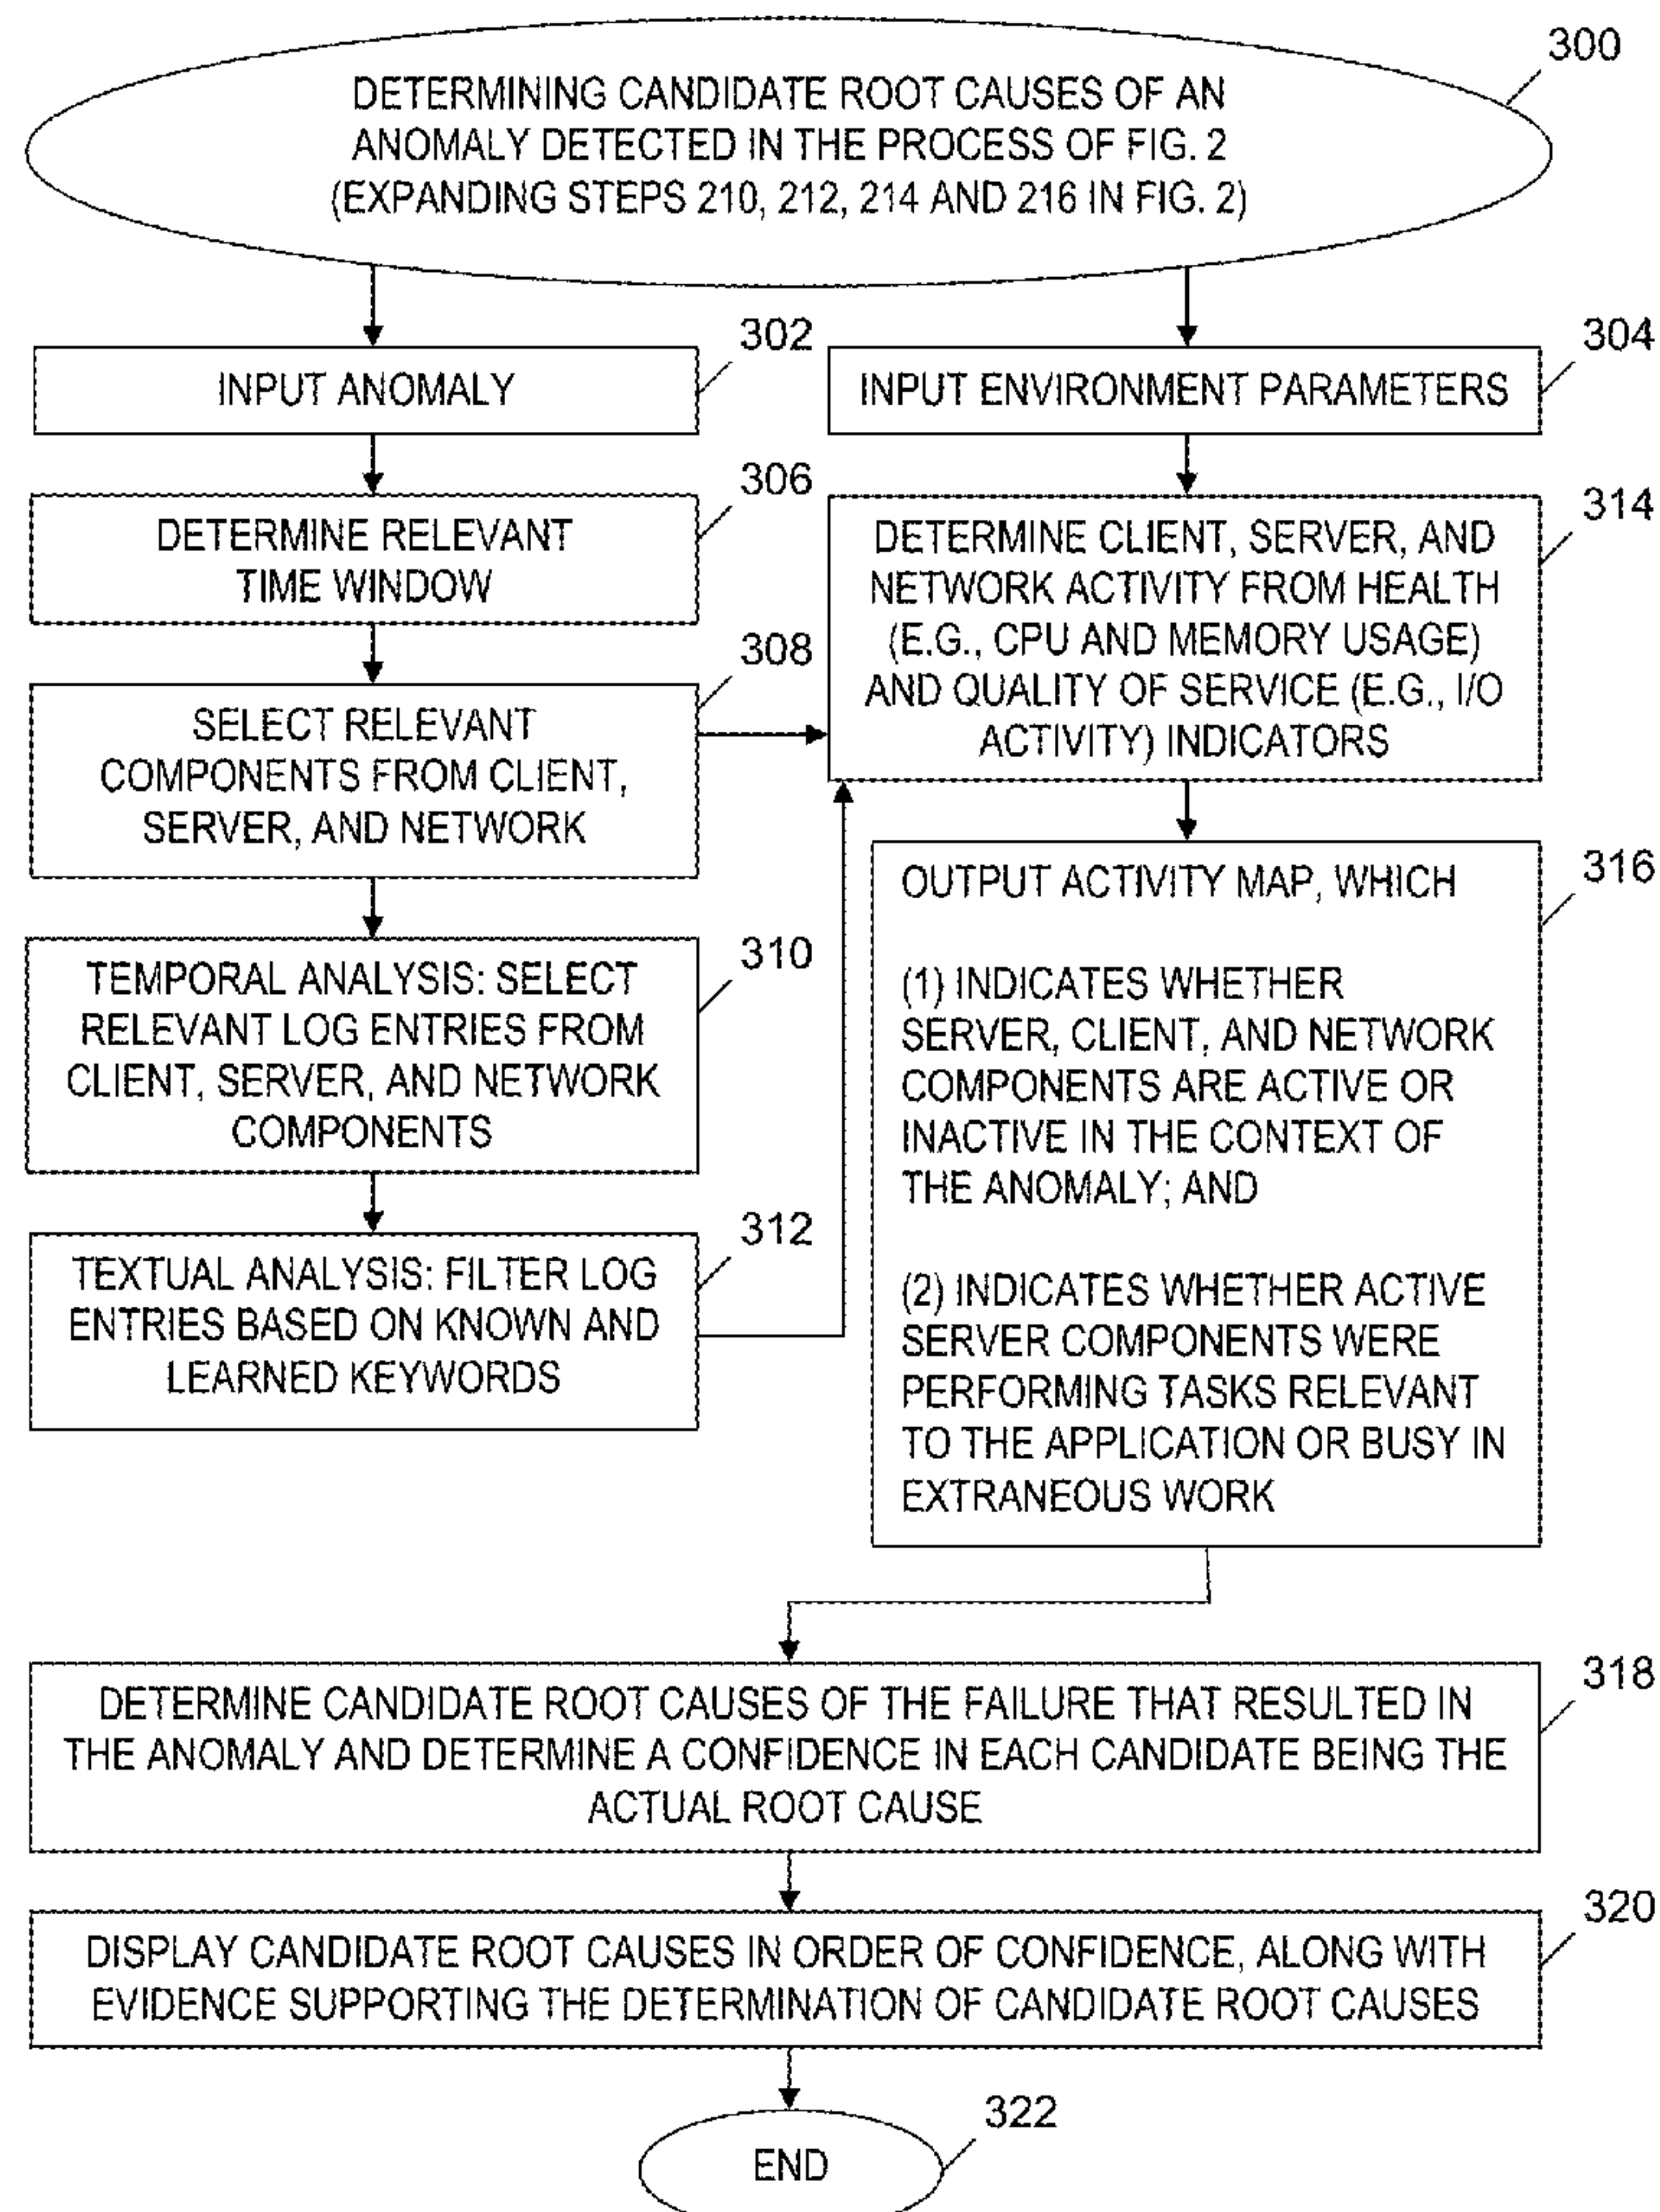 300
DETERMINING CANDIDATE ROOT CAUSES OF AN
ANOMALY DETECTED IN THE PROCESS OF FIG. 2
(EXPANDING STEPS 210, 212, 214 AND 216 IN FIG. 2)
302
INPUT ANOMALY
304
INPUT ENVIRONMENT PARAMETERS
306
DETERMINE RELEVANT
TIME WINDOW
308
SELECT RELEVANT
COMPONENTS FROM CLIENT,
SERVER, AND NETWORK
310
TEMPORAL ANALYSIS: SELECT
RELEVANT LOG ENTRIES FROM
CLIENT, SERVER, AND NETWORK
COMPONENTS
312
TEXTUAL ANALYSIS: FILTER LOG
ENTRIES BASED ON KNOWN AND
LEARNED KEYWORDS
314
DETERMINE CLIENT, SERVER, AND
NETWORK ACTIVITY FROM HEALTH
(E.G., CPU AND MEMORY USAGE)
AND QUALITY OF SERVICE (E.G., I/O
ACTIVITY) INDICATORS
316
OUTPUT ACTIVITY MAP, WHICH
(1) INDICATES WHETHER
SERVER, CLIENT, AND NETWORK
COMPONENTS ARE ACTIVE OR
INACTIVE IN THE CONTEXT OF
THE ANOMALY; AND
(2) INDICATES WHETHER ACTIVE
SERVER COMPONENTS WERE
PERFORMING TASKS RELEVANT
TO THE APPLICATION OR BUSY IN
EXTRANEOUS WORK
318
DETERMINE CANDIDATE ROOT CAUSES OF THE FAILURE THAT RESULTED IN
THE ANOMALY AND DETERMINE A CONFIDENCE IN EACH CANDIDATE BEING THE
ACTUAL ROOT CAUSE
320
DISPLAY CANDIDATE ROOT CAUSES IN ORDER OF CONFIDENCE, ALONG WITH
EVIDENCE SUPPORTING THE DETERMINATION OF CANDIDATE ROOT CAUSES
322
END